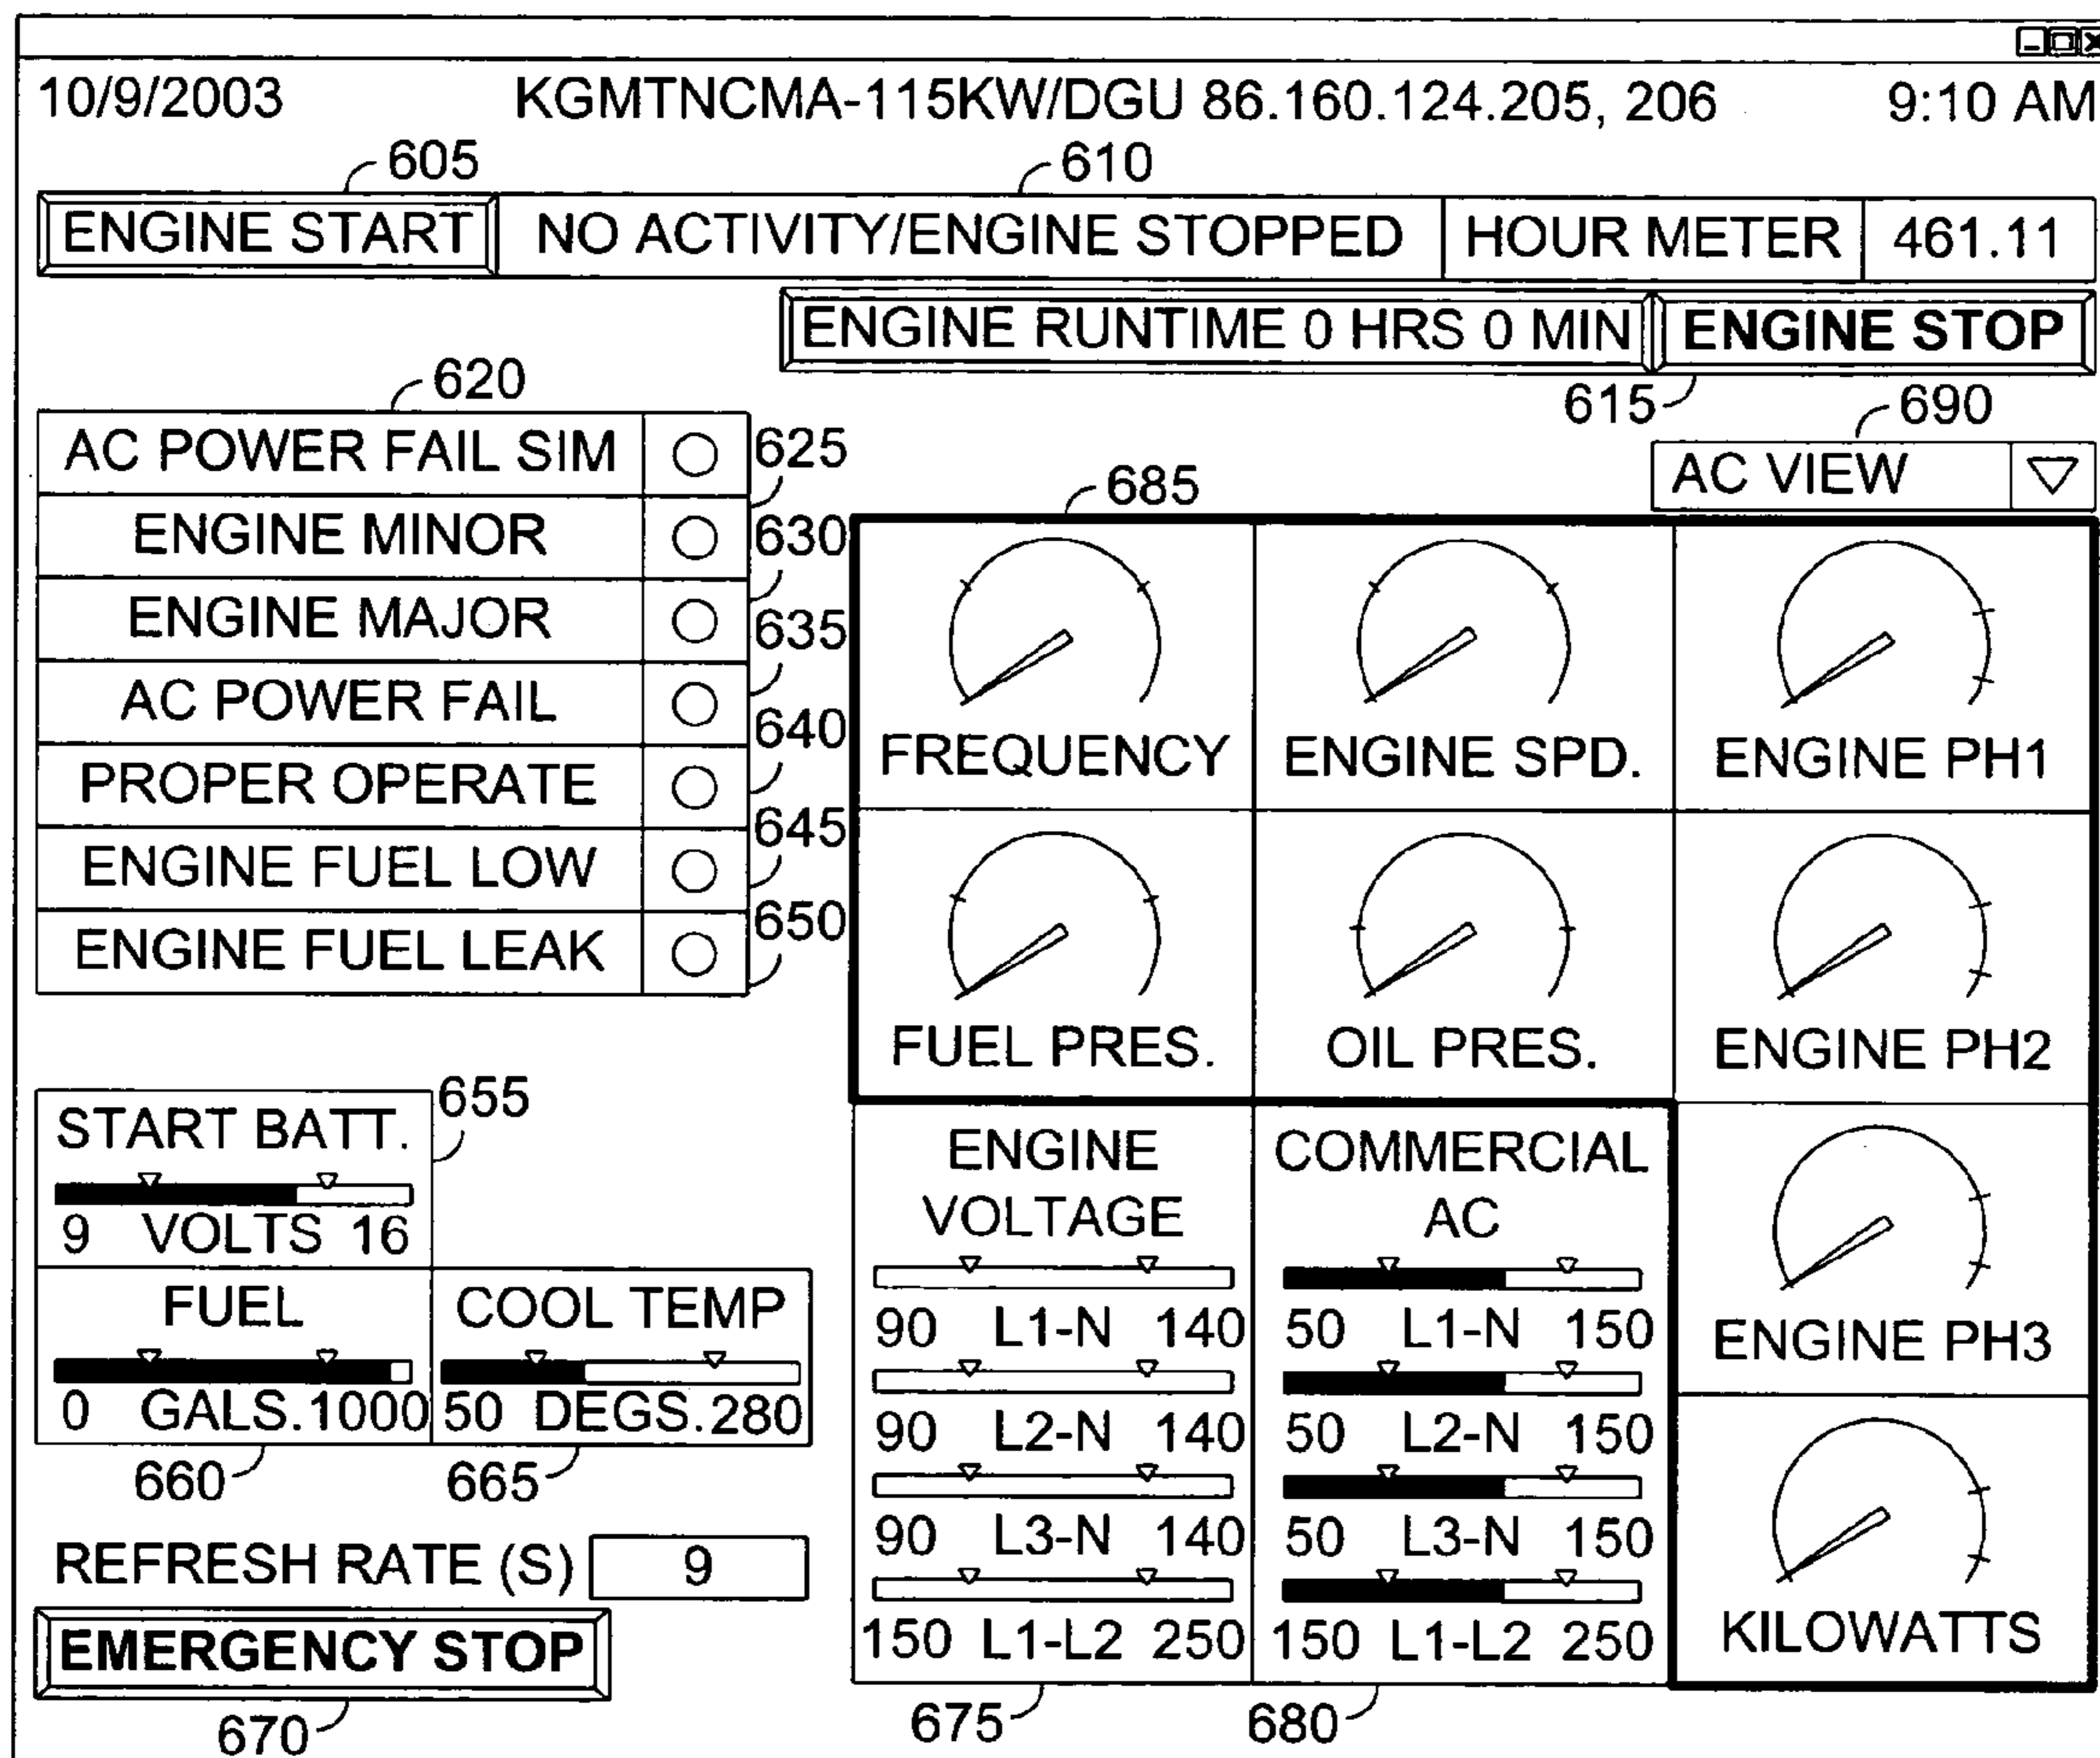 10/9/2003 KGMTNCMA-115KW/DGU 86.160.124.205, 206 9:10 AM
605 610
ENGINE START NO ACTIVITY/ENGINE STOPPED HOUR METER 461.11
ENGINE RUNTIME 0 HRS 0 MIN ENGINE STOP
615 690
AC VIEW
620
AC POWER FAIL SIM 625
ENGINE MINOR 630
ENGINE MAJOR 635
AC POWER FAIL 640
PROPER OPERATE 645
ENGINE FUEL LOW 650
ENGINE FUEL LEAK
685
FREQUENCY ENGINE SPD. ENGINE PH1
FUEL PRES. OIL PRES. ENGINE PH2
ENGINE PH3
KILOWATTS
START BATT. 655
9 VOLTS 16
FUEL
0 GALS. 1000
COOL TEMP
50 DEGS. 280
660 665
REFRESH RATE (S) 9
EMERGENCY STOP
670
ENGINE
VOLTAGE
90 L1-N 140
90 L2-N 140
90 L3-N 140
150 L1-L2 250
675
COMMERCIAL
AC
50 L1-N 150
50 L2-N 150
50 L3-N 150
150 L1-L2 250
680